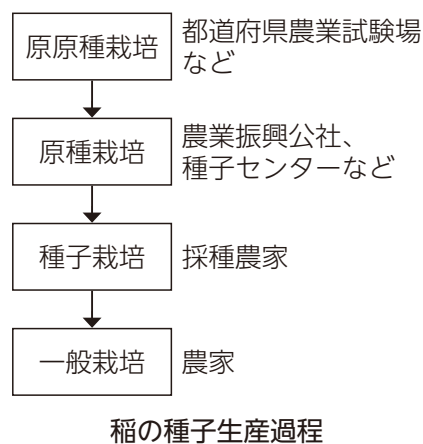 原原種栽培
都道府県農業試験場
など
原種栽培
農業振興公社、
種子センターなど
種子栽培
採種農家
一般栽培
農家
稲の種子生産過程